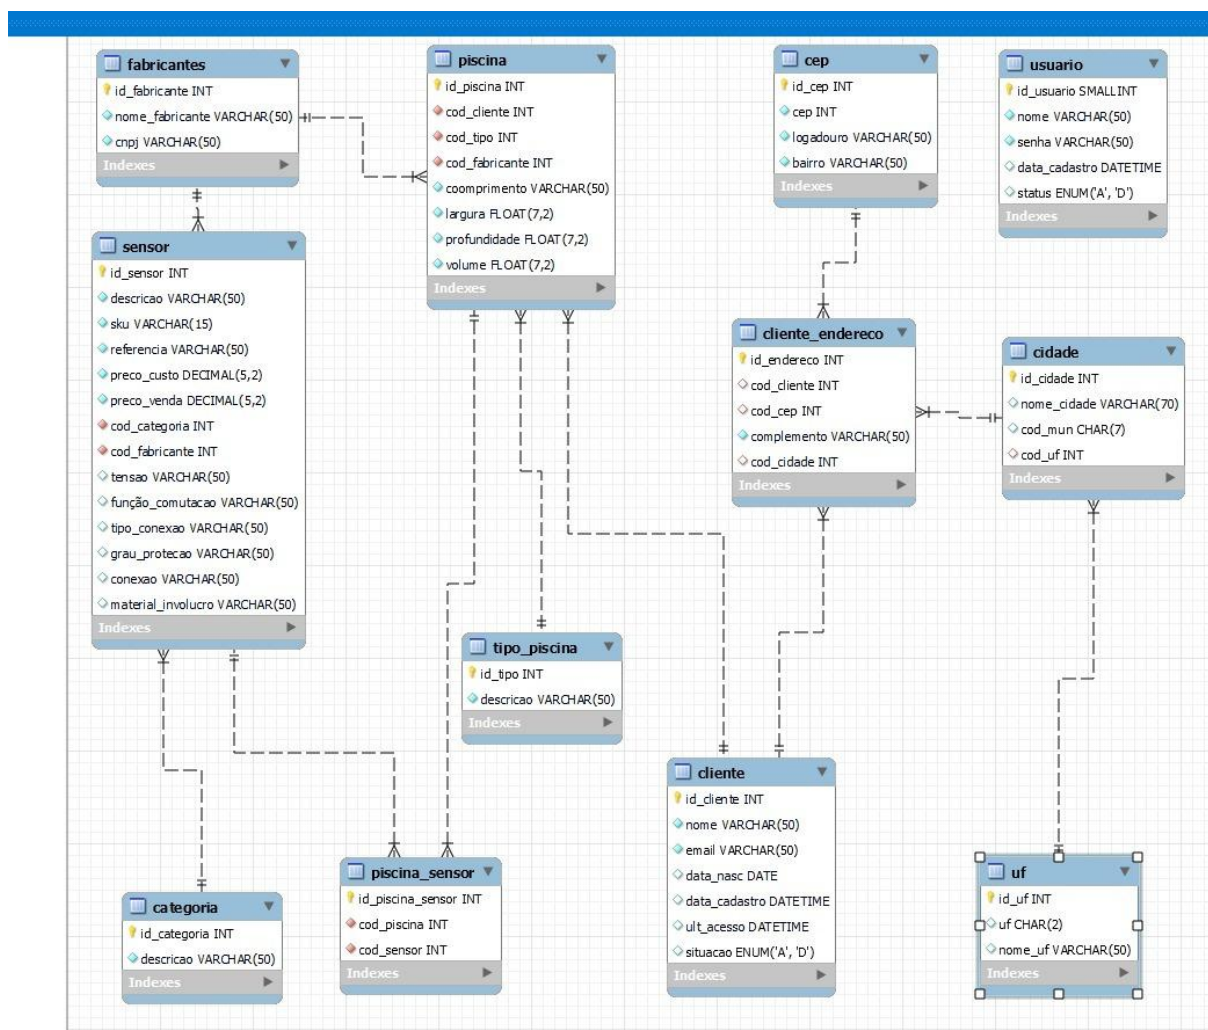 fabricantes
id_fabricante INT
nome_fabricante VARCHAR(50)
cnpj VARCHAR(50)
Indexes
piscina
id_piscina INT
cod_cliente INT
cod_tipo INT
cod_fabricante INT
coomprimento VARCHAR(50)
largura FLOAT(7,2)
profundidade FLOAT(7,2)
volume FLOAT(7,2)
Indexes
cep
id_cep INT
cep INT
logadouro VARCHAR(50)
bairro VARCHAR(50)
Indexes
usuario
id_usuario SMALLINT
nome VARCHAR(50)
senha VARCHAR(50)
data_cadastro DATETIME
status ENUM('A', 'D')
Indexes
sensor
id_sensor INT
descricao VARCHAR(50)
sku VARCHAR(15)
referencia VARCHAR(50)
preco_custo DECIMAL(5,2)
preco_venda DECIMAL(5,2)
cod_categoria INT
cod_fabricante INT
tensao VARCHAR(50)
função_comutacao VARCHAR(50)
tipo_conexao VARCHAR(50)
grau_protecao VARCHAR(50)
conexao VARCHAR(50)
material_involucro VARCHAR(50)
Indexes
cliente_endereco
id_endereco INT
cod_cliente INT
cod_cep INT
complemento VARCHAR(50)
cod_cidade INT
Indexes
cidade
id_cidade INT
nome_cidade VARCHAR(70)
cod_mun CHAR(7)
cod_uf INT
Indexes
tipo_piscina
id_tipo INT
descricao VARCHAR(50)
Indexes
cliente
id_cliente INT
nome VARCHAR(50)
email VARCHAR(50)
data_nasc DATE
data_cadastro DATETIME
ult_acesso DATETIME
situacao ENUM('A', 'D')
Indexes
categoria
id_categoria INT
descricao VARCHAR(50)
Indexes
piscina_sensor
id_piscina_sensor INT
cod_piscina INT
cod_sensor INT
Indexes
uf
id_uf INT
uf CHAR(2)
nome_uf VARCHAR(50)
Indexes